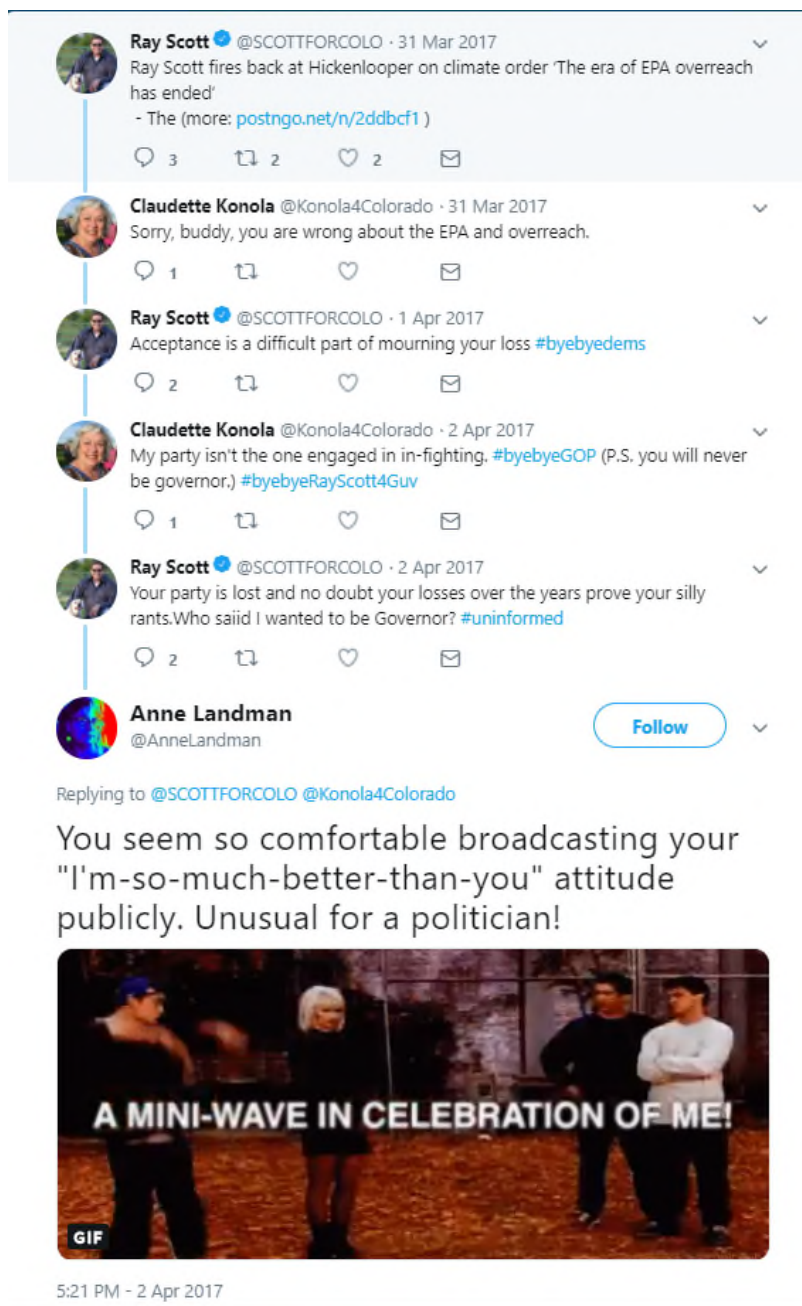 Ray Scott @SCOTTFORCOLO · 31 Mar 2017
Ray Scott fires back at Hickenlooper on climate order 'The era of EPA overreach
has ended'
- The (more: postngo.net/n/2ddbcf1 )
3 2 2
Claudette Konola @Konola4Colorado · 31 Mar 2017
Sorry, buddy, you are wrong about the EPA and overreach.
1
Ray Scott @SCOTTFORCOLO · 1 Apr 2017
Acceptance is a difficult part of mourning your loss #byebyedems
2
Claudette Konola @Konola4Colorado · 2 Apr 2017
My party isn't the one engaged in in-fighting. #byebyeGOP (P.S. you will never
be governor.) #byebyeRayScott4Guv
1
Ray Scott @SCOTTFORCOLO · 2 Apr 2017
Your party is lost and no doubt your losses over the years prove your silly
rants.Who saiid I wanted to be Governor? #uninformed
2
Anne Landman
@AnneLandman
Follow
Replying to @SCOTTFORCOLO @Konola4Colorado
You seem so comfortable broadcasting your
"I'm-so-much-better-than-you" attitude
publicly. Unusual for a politician!
A MINI-WAVE IN CELEBRATION OF ME!
GIF
5:21 PM - 2 Apr 2017